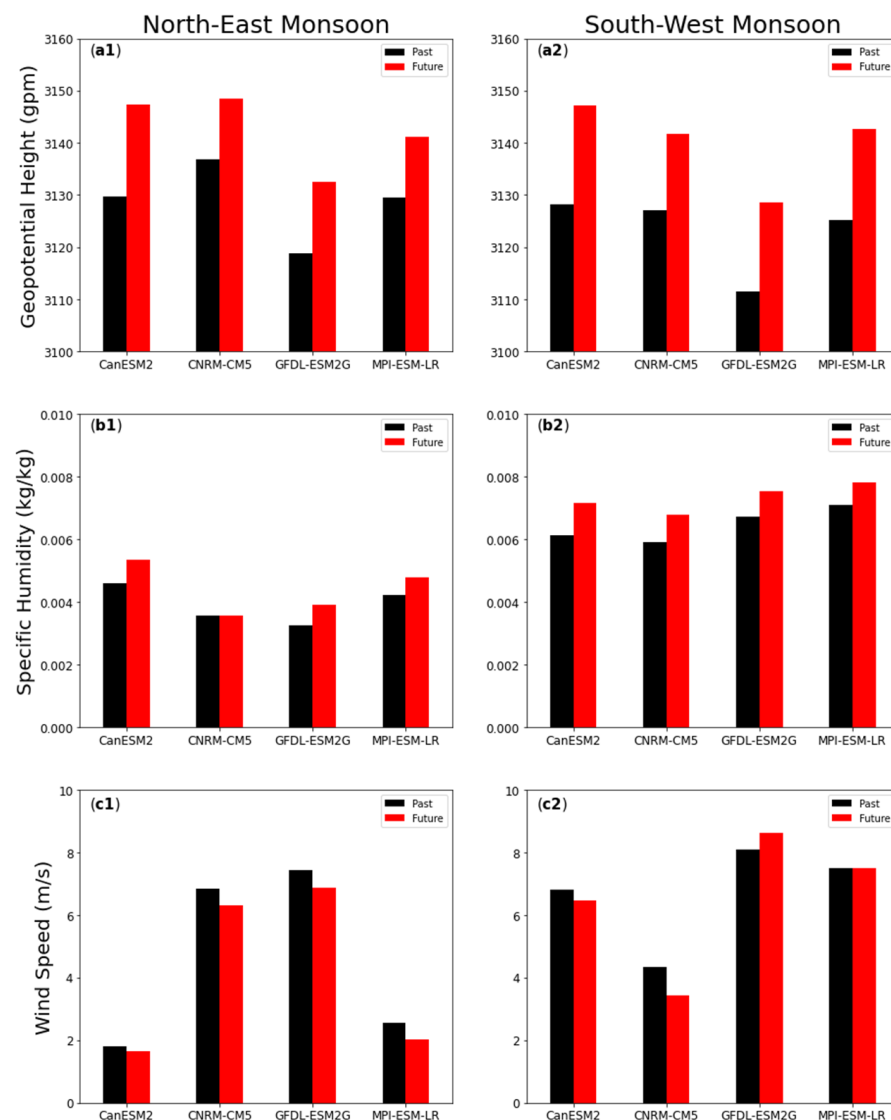 North-East Monsoon
South-West Monsoon
Geopotential Height (gpm)
3160
3150
3140
3130
3120
3110
3100
(a1)
Past
Future
CanESM2 CNRM-CM5 GFDL-ESM2G MPI-ESM-LR
3160
3150
3140
3130
3120
3110
3100
(a2)
Past
Future
CanESM2 CNRM-CM5 GFDL-ESM2G MPI-ESM-LR
Specific Humidity (kg/kg)
0.010
0.008
0.006
0.004
0.002
0.000
(b1)
Past
Future
CanESM2 CNRM-CM5 GFDL-ESM2G MPI-ESM-LR
0.010
0.008
0.006
0.004
0.002
0.000
(b2)
Past
Future
CanESM2 CNRM-CM5 GFDL-ESM2G MPI-ESM-LR
Wind Speed (m/s)
10
8
6
4
2
0
(c1)
Past
Future
CanESM2 CNRM-CM5 GFDL-ESM2G MPI-ESM-LR
10
8
6
4
2
0
(c2)
Past
Future
CanESM2 CNRM-CM5 GFDL-ESM2G MPI-ESM-LR